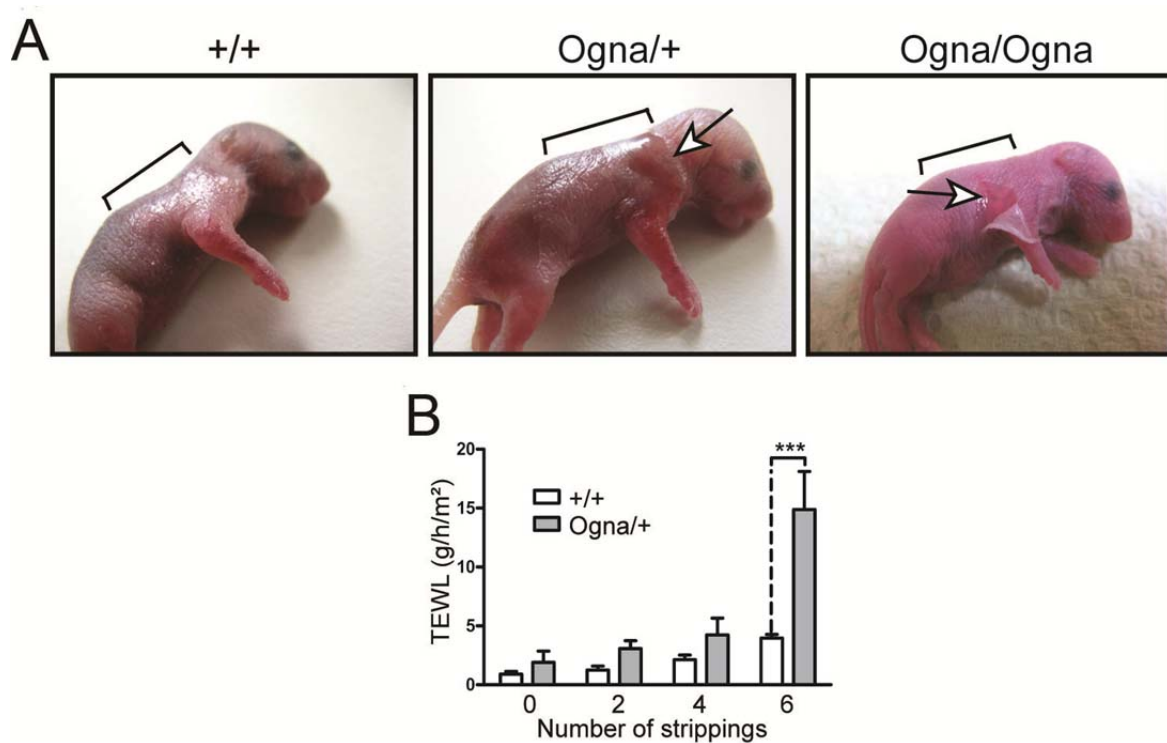 A
+/+
Ogna/+
Ogna/Ogna
B
20
15
10
5
0
TEWL (g/h/m²)
+/+
Ogna/+
***
0 2 4 6
Number of strippings